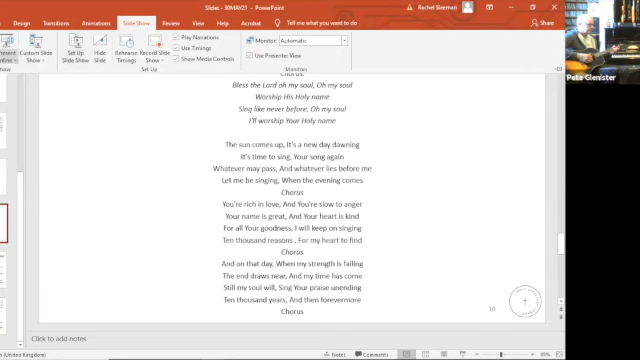 Slides - 30MAY21 - PowerPoint
Rachel Sleeman
Transitions
Animations
Slide Show
Review
View
Help
Acrobat
Tell me what you want to do
Share
Custom Slide
Show
Set Up
Slide Show
Hide
Slide
Rehearse
Timings
Record Slide
Show
Play Narrations
Use Timings
Show Media Controls
Set Up
Monitor:
Automatic
Use Presenter View
Monitors
Pete Glenister
Chorus:
Bless the Lord oh my soul, Oh my soul
Worship His Holy name
Sing like never before, Oh my soul
I'll worship Your Holy name
The sun comes up, It's a new day dawning
It's time to sing, Your song again
Whatever may pass, And whatever lies before me
Let me be singing, When the evening comes
Chorus
You're rich in love, And You're slow to anger
Your name is great, And Your heart is kind
For all Your goodness, I will keep on singing
Ten thousand reasons , For my heart to find
Chorus
And on that day, When my strength is failing
The end draws near, And my time has come
Still my soul will, Sing Your praise unending
Ten thousand years, And then forevermore
Chorus
10
Click to add notes
(United Kingdom)
Notes
Comments